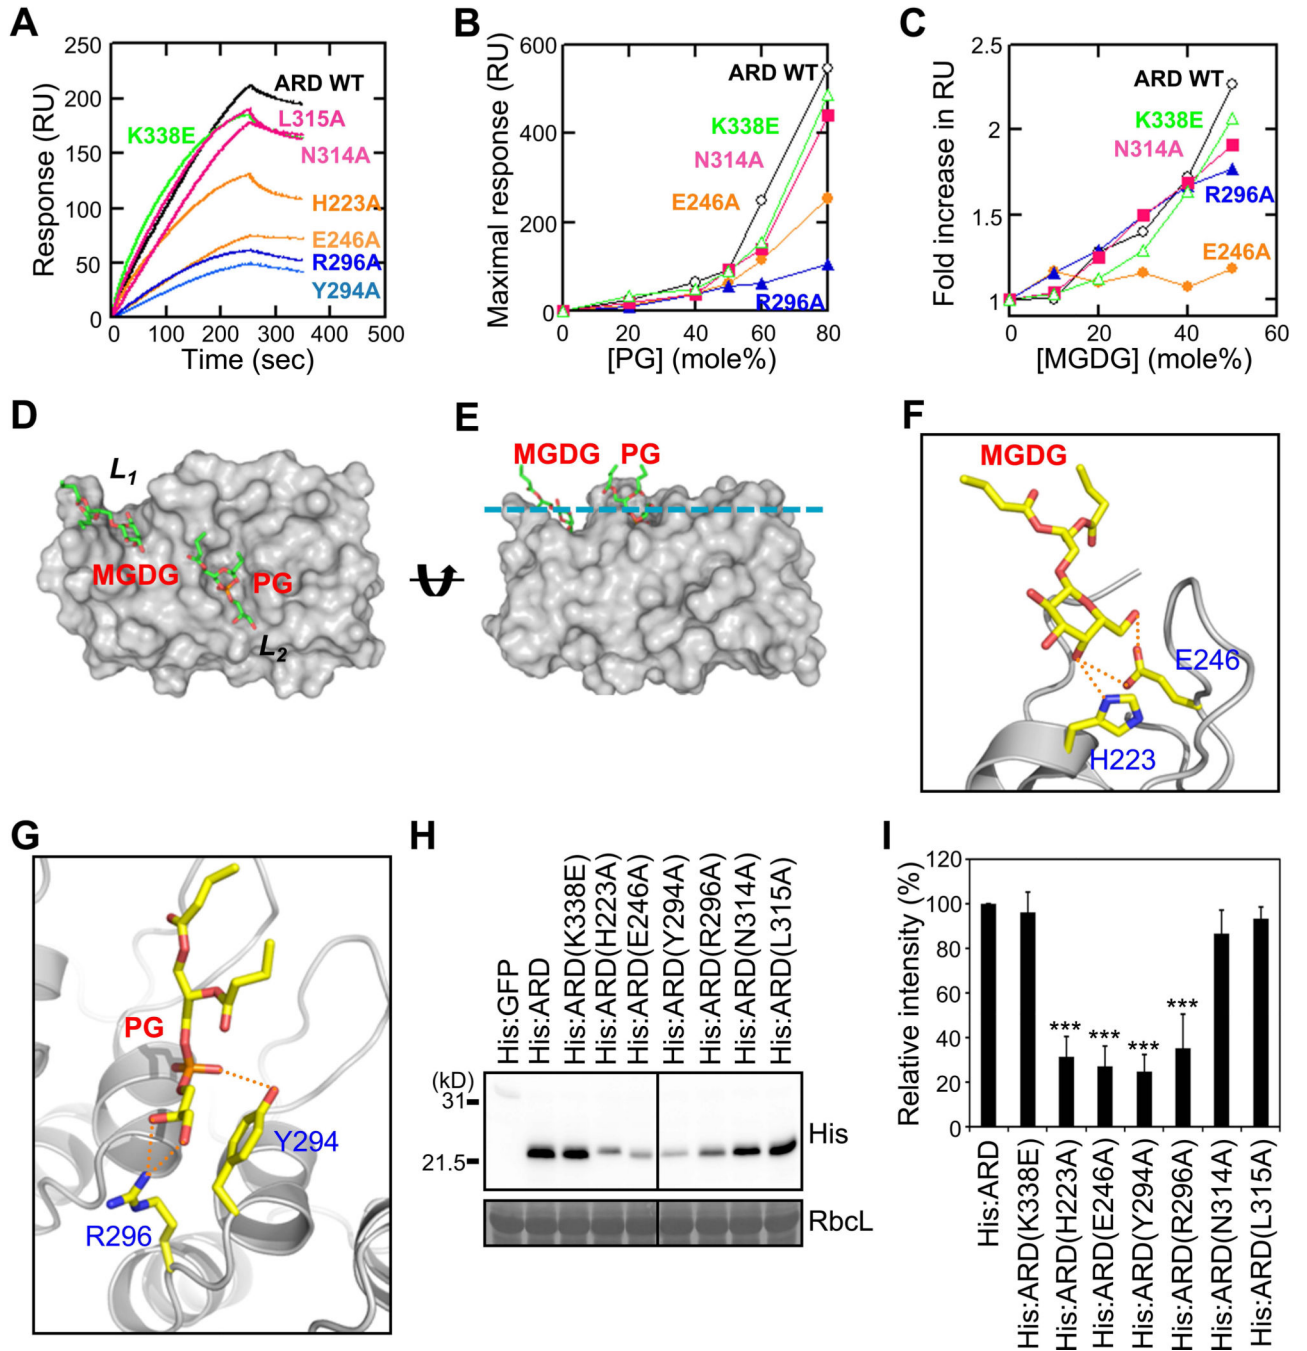 A
Response (RU)
250
200
150
100
50
0
0
100
200
300
400
500
Time (sec)
ARD WT
L315A
K338E
N314A
H223A
E246A
R296A
Y294A
B
Maximal response (RU)
600
400
200
0
0
20
40
60
80
[PG] (mole%)
ARD WT
K338E
N314A
E246A
R296A
C
Fold increase in RU
2.5
2
1.5
1
0
20
40
60
[MGDG] (mole%)
ARD WT
K338E
N314A
R296A
E246A
D
L1
MGDG
PG
L2
E
MGDG
PG
F
MGDG
E246
H223
G
PG
Y294
R296
H
His:GFP
His:ARD
His:ARD(K338E)
His:ARD(H223A)
His:ARD(E246A)
His:ARD(Y294A)
His:ARD(R296A)
His:ARD(N314A)
His:ARD(L315A)
(kD)
31
21.5
His
RbcL
I
Relative intensity (%)
120
100
80
60
40
20
0
***
***
***
***
His:ARD
His:ARD(K338E)
His:ARD(H223A)
His:ARD(E246A)
His:ARD(Y294A)
His:ARD(R296A)
His:ARD(N314A)
His:ARD(L315A)